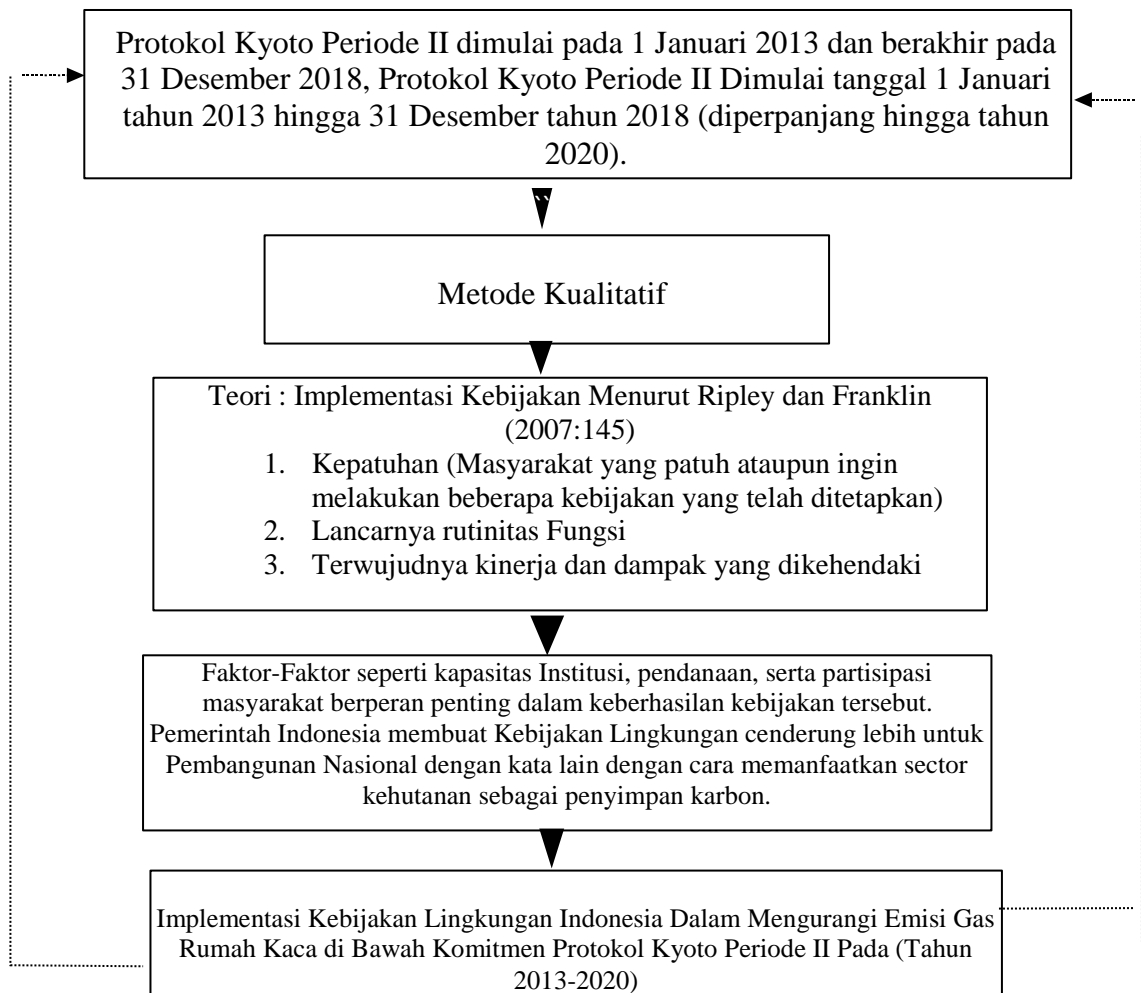 Protokol Kyoto Periode II dimulai pada 1 Januari 2013 dan berakhir pada
31 Desember 2018, Protokol Kyoto Periode II Dimulai tanggal 1 Januari
tahun 2013 hingga 31 Desember tahun 2018 (diperpanjang hingga tahun
2020).
Metode Kualitatif
Teori : Implementasi Kebijakan Menurut Ripley dan Franklin
(2007:145)
1. Kepatuhan (Masyarakat yang patuh ataupun ingin
melakukan beberapa kebijakan yang telah ditetapkan)
2. Lancarnya rutinitas Fungsi
3. Terwujudnya kinerja dan dampak yang dikehendaki
Faktor-Faktor seperti kapasitas Institusi, pendanaan, serta partisipasi
masyarakat berperan penting dalam keberhasilan kebijakan tersebut.
Pemerintah Indonesia membuat Kebijakan Lingkungan cenderung lebih untuk
Pembangunan Nasional dengan kata lain dengan cara memanfaatkan sector
kehutanan sebagai penyimpan karbon.
Implementasi Kebijakan Lingkungan Indonesia Dalam Mengurangi Emisi Gas
Rumah Kaca di Bawah Komitmen Protokol Kyoto Periode II Pada (Tahun
2013-2020)